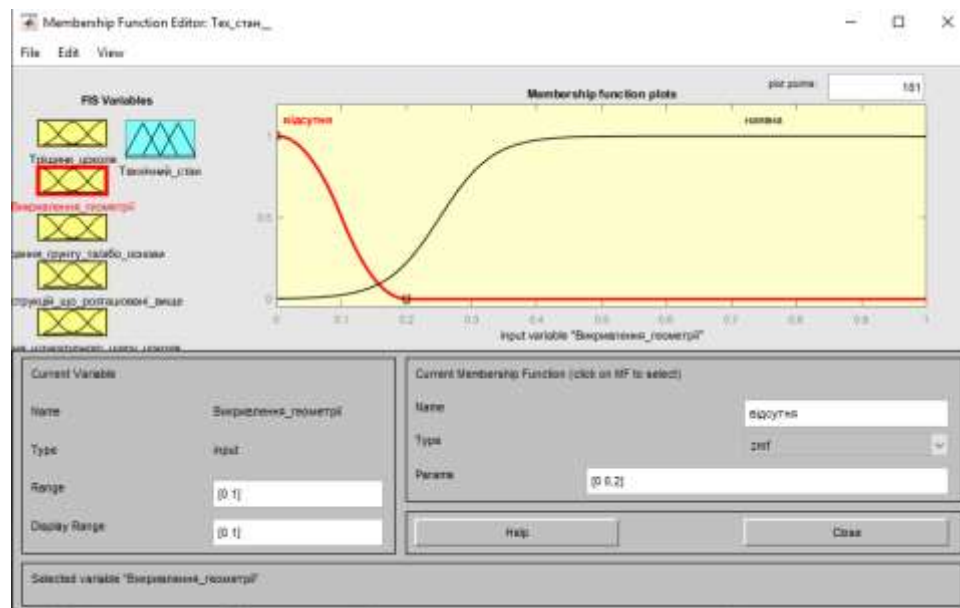 Membership Function Editor: Тех_стан__
File Edit View
FIS Variables
Membership function plots
plot points:
181
відсутня
наявна
Тріщини_цоколя
Технічний_стан
Викривлення_геометрії
1
0.5
0
0 0.1 0.2 0.3 0.4 0.5 0.6 0.7 0.8 0.9 1
input variable "Викривлення_геометрії"
Current Variable
Name Викривлення_геометрії
Type input
Range [0 1]
Display Range [0 1]
Current Membership Function (click on MF to select)
Name відсутня
Type zmf
Params [0 0.2]
Help Close
Selected variable "Викривлення_геометрії"